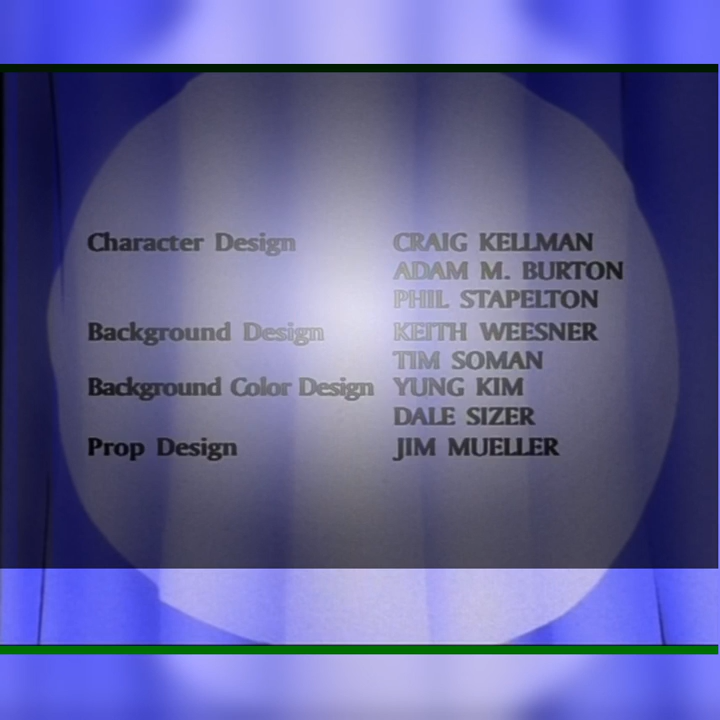 Character Design CRAIG KELLMAN
ADAM M. BURTON
PHIL STAPELTON
Background Design KEITH WEESNER
TIM SOMAN
Background Color Design YUNG KIM
DALE SIZER
Prop Design JIM MUELLER